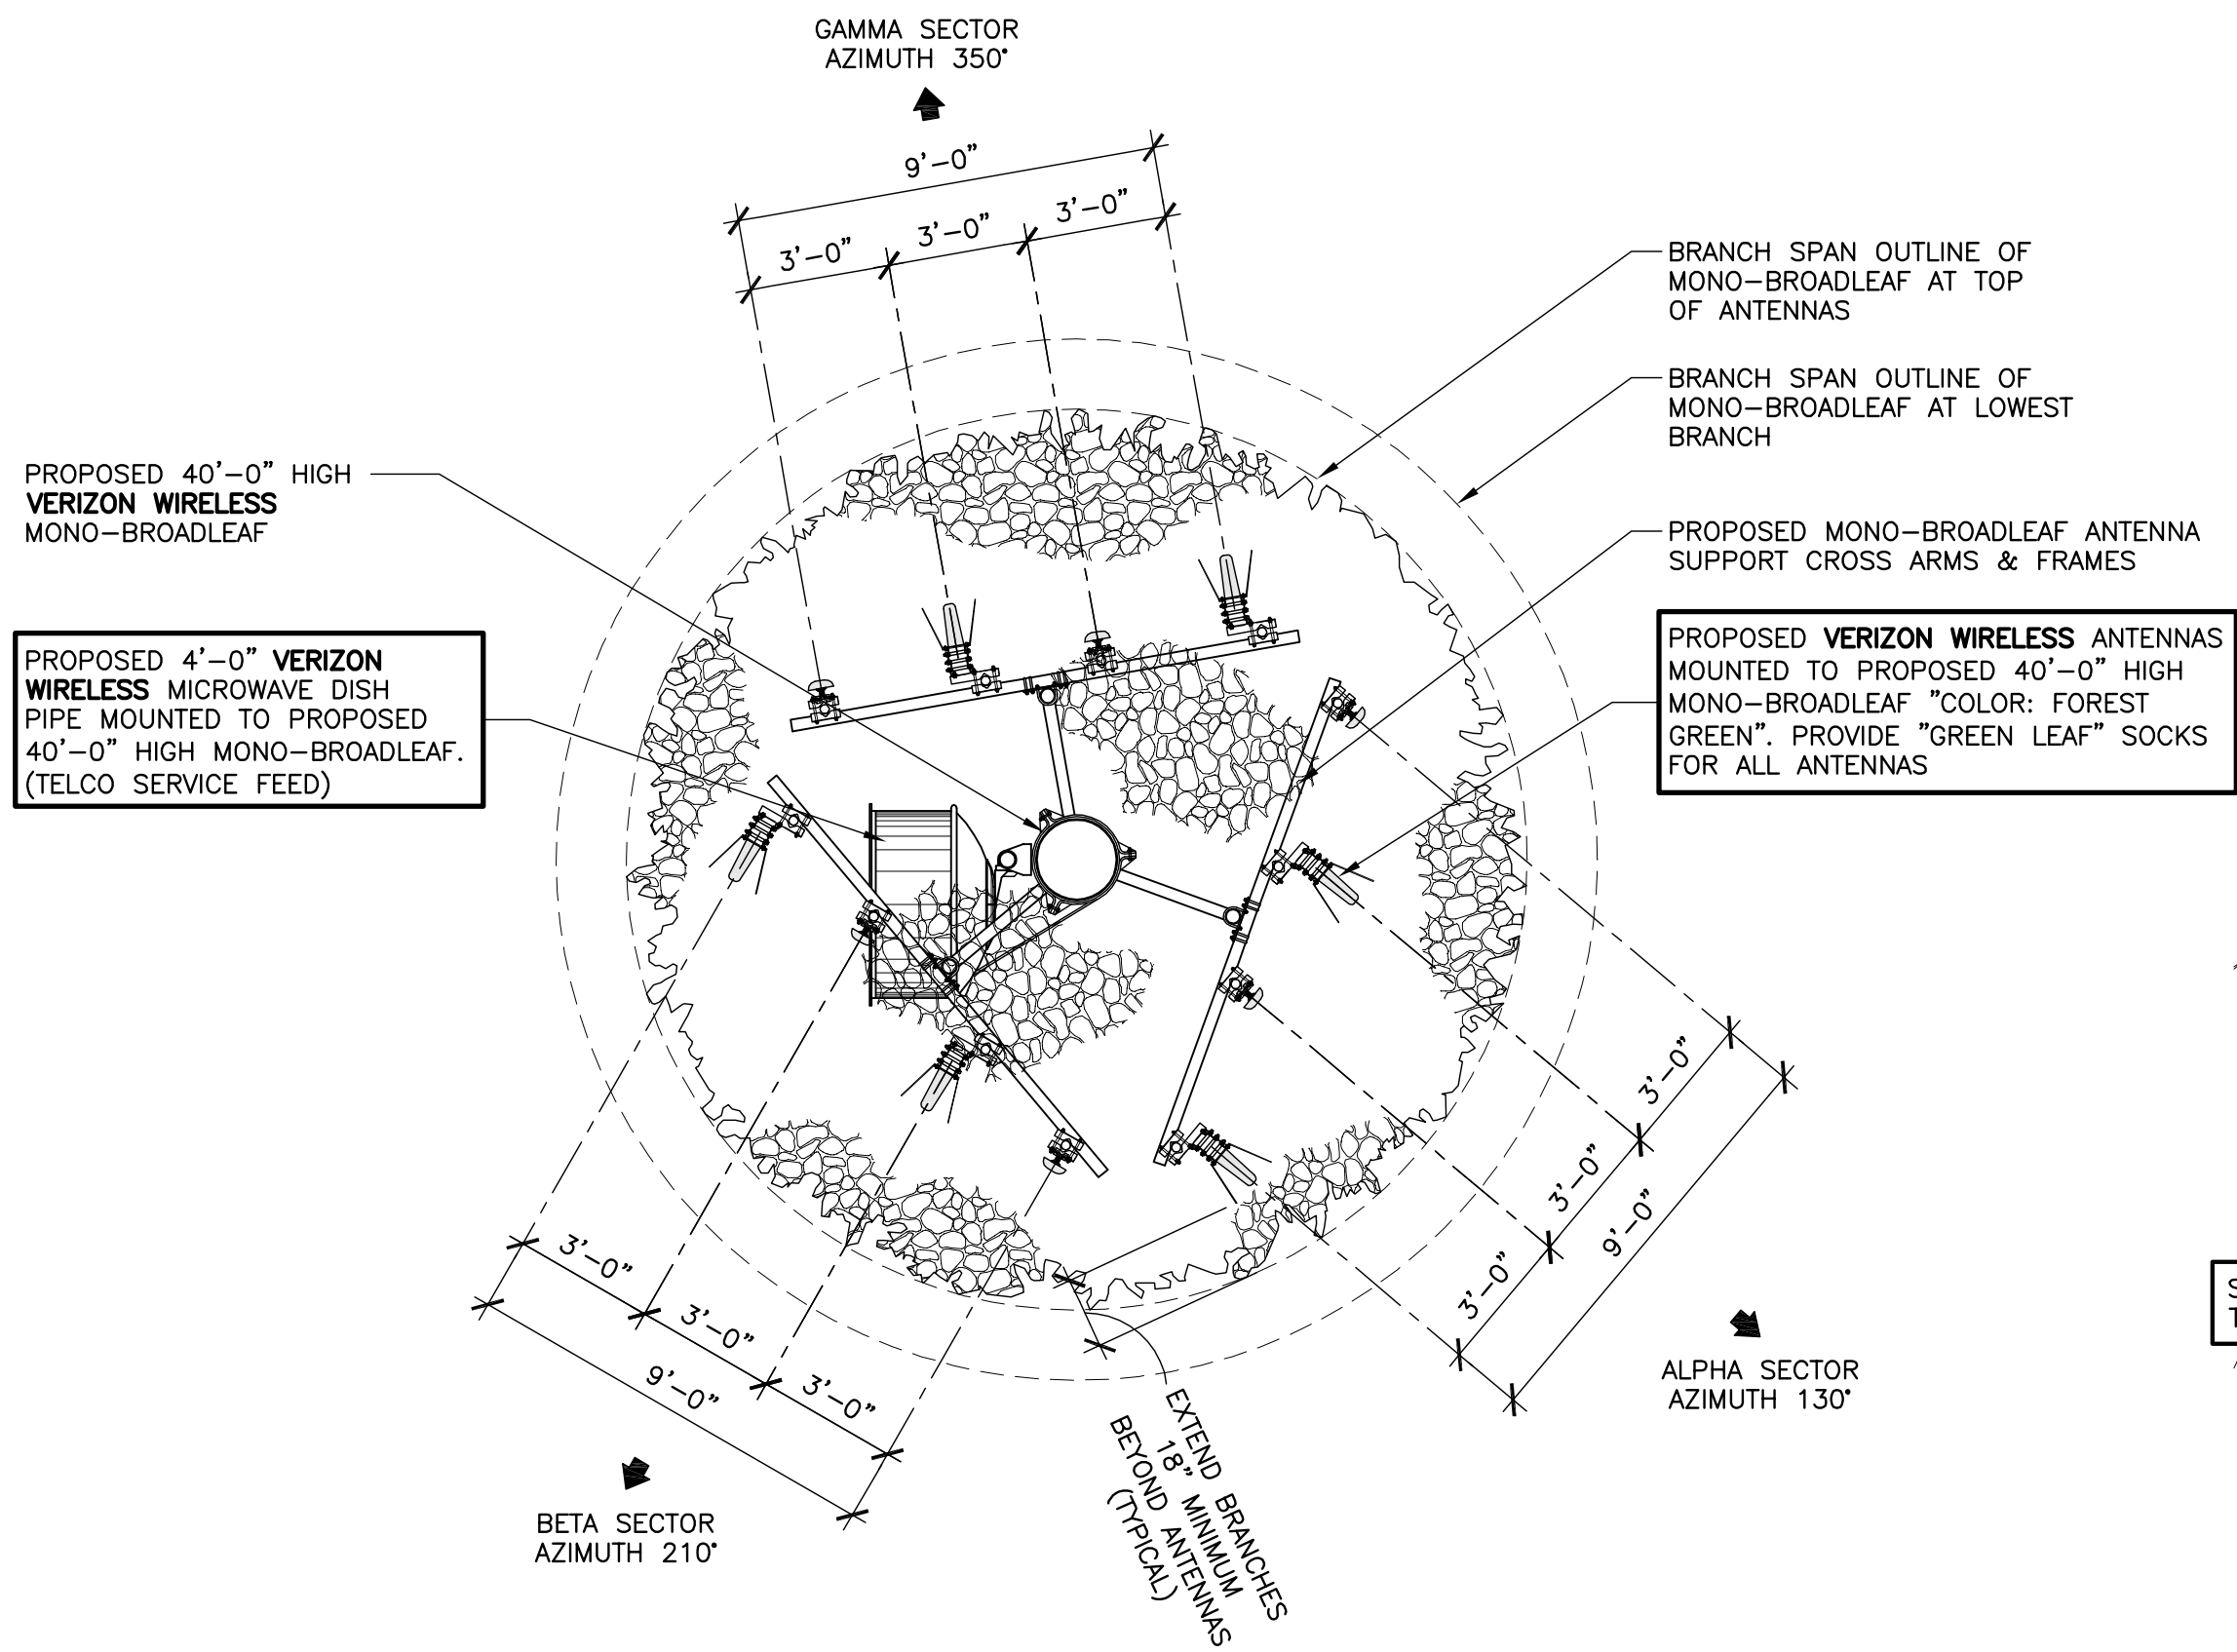 GAMMA SECTOR
AZIMUTH 350°
9'-0"
3'-0"
3'-0"
3'-0"
BRANCH SPAN OUTLINE OF
MONO-BROADLEAF AT TOP
OF ANTENNAS
BRANCH SPAN OUTLINE OF
MONO-BROADLEAF AT LOWEST
BRANCH
PROPOSED 40'-0" HIGH
VERIZON WIRELESS
MONO-BROADLEAF
PROPOSED MONO-BROADLEAF ANTENNA
SUPPORT CROSS ARMS & FRAMES
PROPOSED 4'-0" VERIZON
WIRELESS MICROWAVE DISH
PIPE MOUNTED TO PROPOSED
40'-0" HIGH MONO-BROADLEAF.
(TELCO SERVICE FEED)
PROPOSED VERIZON WIRELESS ANTENNAS
MOUNTED TO PROPOSED 40'-0" HIGH
MONO-BROADLEAF "COLOR: FOREST
GREEN". PROVIDE "GREEN LEAF" SOCKS
FOR ALL ANTENNAS
3'-0"
3'-0"
3'-0"
9'-0"
3'-0"
3'-0"
3'-0"
9'-0"
ALPHA SECTOR
AZIMUTH 130°
EXTEND BRANCHES
18" MINIMUM
BEYOND ANTENNAS
(TYPICAL)
BETA SECTOR
AZIMUTH 210°